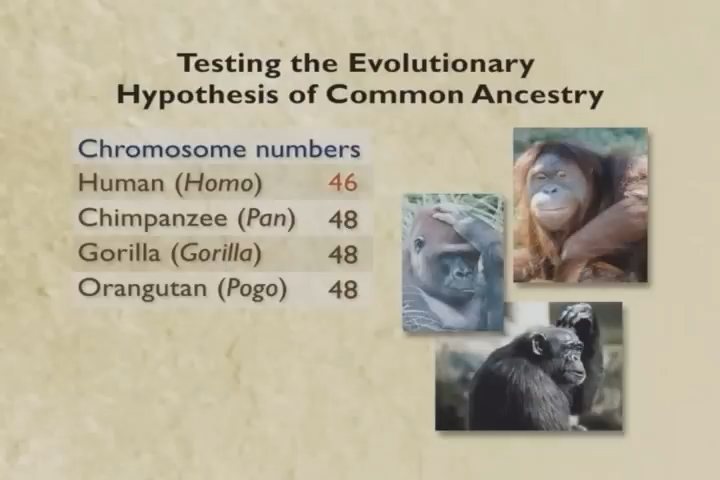 Testing the Evolutionary
Hypothesis of Common Ancestry
Chromosome numbers
Human (Homo) 46
Chimpanzee (Pan) 48
Gorilla (Gorilla) 48
Orangutan (Pogo) 48